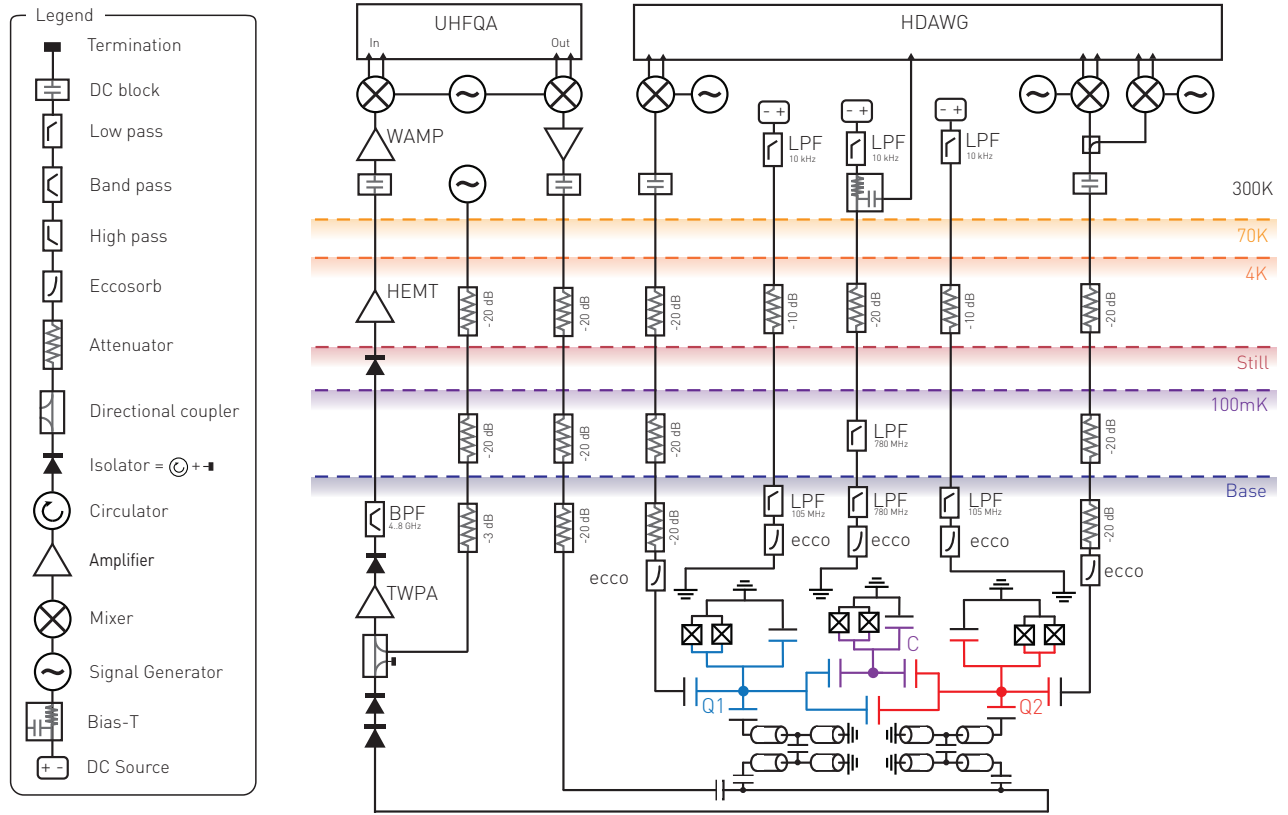 Legend
Termination
DC block
Low pass
Band pass
High pass
Eccosorb
Attenuator
Directional coupler
Isolator = + 
Circulator
Amplifier
Mixer
Signal Generator
Bias-T
+ -
DC Source
UHFQA
In
Out
HDAWG
- +
- +
- +
WAMP
LPF
10 kHz
LPF
10 kHz
LPF
10 kHz
300K
70K
4K
HEMT
-20 dB
-20 dB
-20 dB
-10 dB
-20 dB
-10 dB
-20 dB
Still
100mK
-20 dB
-20 dB
-20 dB
LPF
780 MHz
-20 dB
Base
BPF
4..8 GHz
-3 dB
-20 dB
-20 dB
LPF
105 MHz
LPF
780 MHz
LPF
105 MHz
-20 dB
ecco
ecco
ecco
ecco
ecco
TWPA
C
Q1
Q2